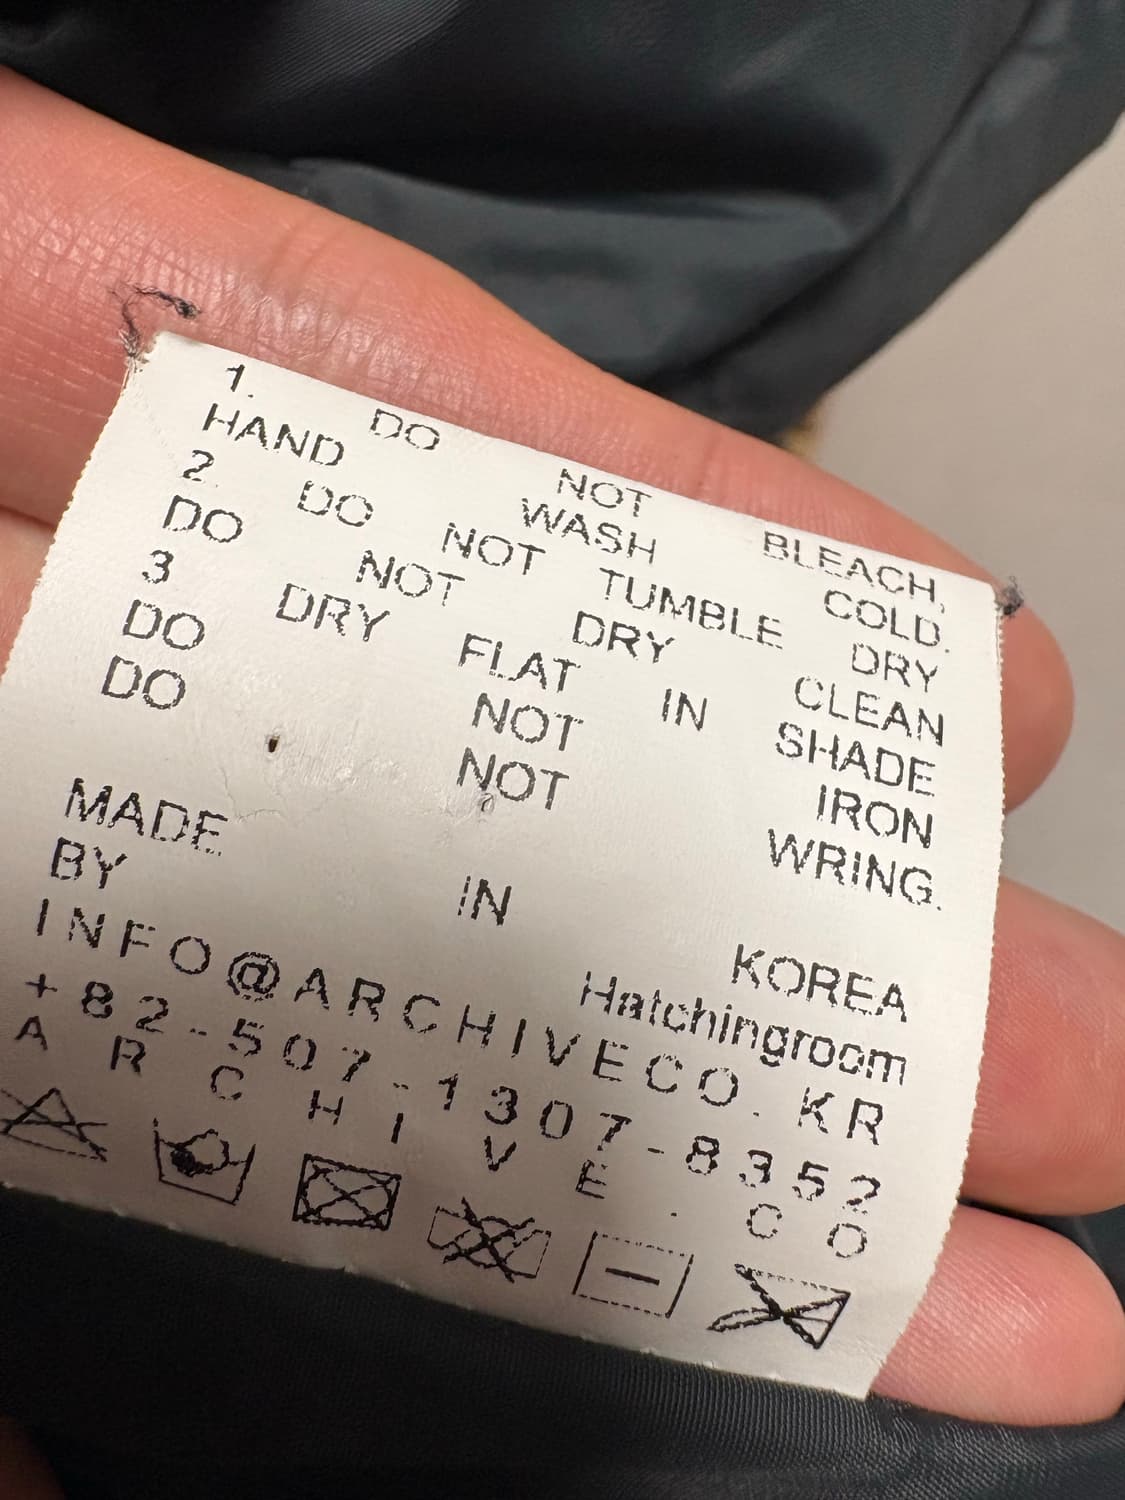 1. DO NOT BLEACH,
HAND WASH COLD.
2. DO NOT TUMBLE DRY
DO NOT DRY CLEAN
3 DRY FLAT IN SHADE
DO NOT IRON
DO NOT WRING.
MADE IN KOREA
BY Hatchingroom
INFO@ARCHIVECO.KR
+82-507-1307-8352
ARCHIVE.CO